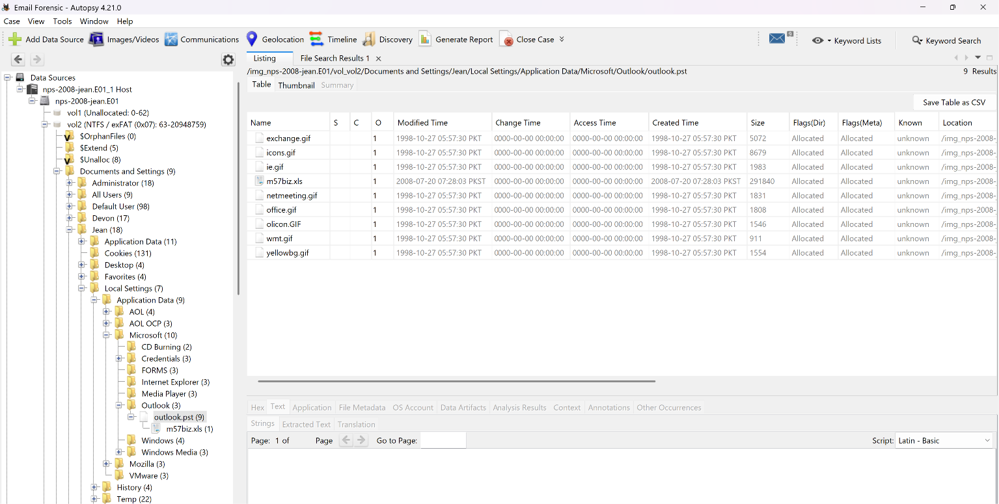 Email Forensic - Autopsy 4.21.0
Case View Tools Window Help
Add Data Source Images/Videos Communications Geolocation Timeline Discovery Generate Report Close Case 9 Keyword Lists Keyword Search
Listing File Search Results 1
/img_nps-2008-jean.E01/vol_vol2/Documents and Settings/Jean/Local Settings/Application Data/Microsoft/Outlook/outlook.pst 9 Results
Table Thumbnail Summary
Save Table as CSV
Data Sources
nps-2008-jean.E01_1 Host
nps-2008-jean.E01
vol1 (Unallocated: 0-62)
vol2 (NTFS / exFAT (0x07): 63-20948759)
$OrphanFiles (0)
$Extend (5)
$Unalloc (8)
Documents and Settings (9)
Administrator (18)
All Users (9)
Default User (98)
Devon (17)
Jean (18)
Application Data (11)
Cookies (131)
Desktop (4)
Favorites (4)
Local Settings (7)
Application Data (9)
AOL (4)
AOL OCP (3)
Microsoft (10)
CD Burning (2)
Credentials (3)
FORMS (3)
Internet Explorer (3)
Media Player (3)
Outlook (3)
outlook.pst (9)
m57biz.xls (1)
Windows (4)
Windows Media (3)
Mozilla (3)
VMware (3)
History (4)
Temp (22)
Name S C O Modified Time Change Time Access Time Created Time Size Flags(Dir) Flags(Meta) Known Location
exchange.gif 1 1998-10-27 05:57:30 PKT 0000-00-00 00:00:00 0000-00-00 00:00:00 1998-10-27 05:57:30 PKT 5072 Allocated Allocated unknown /img_nps-2008-
icons.gif 1 1998-10-27 05:57:30 PKT 0000-00-00 00:00:00 0000-00-00 00:00:00 1998-10-27 05:57:30 PKT 8679 Allocated Allocated unknown /img_nps-2008-
ie.gif 1 1998-10-27 05:57:30 PKT 0000-00-00 00:00:00 0000-00-00 00:00:00 1998-10-27 05:57:30 PKT 1983 Allocated Allocated unknown /img_nps-2008-
m57biz.xls 1 2008-07-20 07:28:03 PKST 0000-00-00 00:00:00 0000-00-00 00:00:00 2008-07-20 07:28:03 PKST 291840 Allocated Allocated unknown /img_nps-2008-
netmeeting.gif 1 1998-10-27 05:57:30 PKT 0000-00-00 00:00:00 0000-00-00 00:00:00 1998-10-27 05:57:30 PKT 1831 Allocated Allocated unknown /img_nps-2008-
office.gif 1 1998-10-27 05:57:30 PKT 0000-00-00 00:00:00 0000-00-00 00:00:00 1998-10-27 05:57:30 PKT 1808 Allocated Allocated unknown /img_nps-2008-
olicon.GIF 1 1998-10-27 05:57:30 PKT 0000-00-00 00:00:00 0000-00-00 00:00:00 1998-10-27 05:57:30 PKT 1546 Allocated Allocated unknown /img_nps-2008-
wmt.gif 1 1998-10-27 05:57:30 PKT 0000-00-00 00:00:00 0000-00-00 00:00:00 1998-10-27 05:57:30 PKT 911 Allocated Allocated unknown /img_nps-2008-
yellowbg.gif 1 1998-10-27 05:57:30 PKT 0000-00-00 00:00:00 0000-00-00 00:00:00 1998-10-27 05:57:30 PKT 1554 Allocated Allocated unknown /img_nps-2008-
Hex Text Application File Metadata OS Account Data Artifacts Analysis Results Context Annotations Other Occurrences
Strings Extracted Text Translation
Page: 1 of Page Go to Page: Script: Latin - Basic